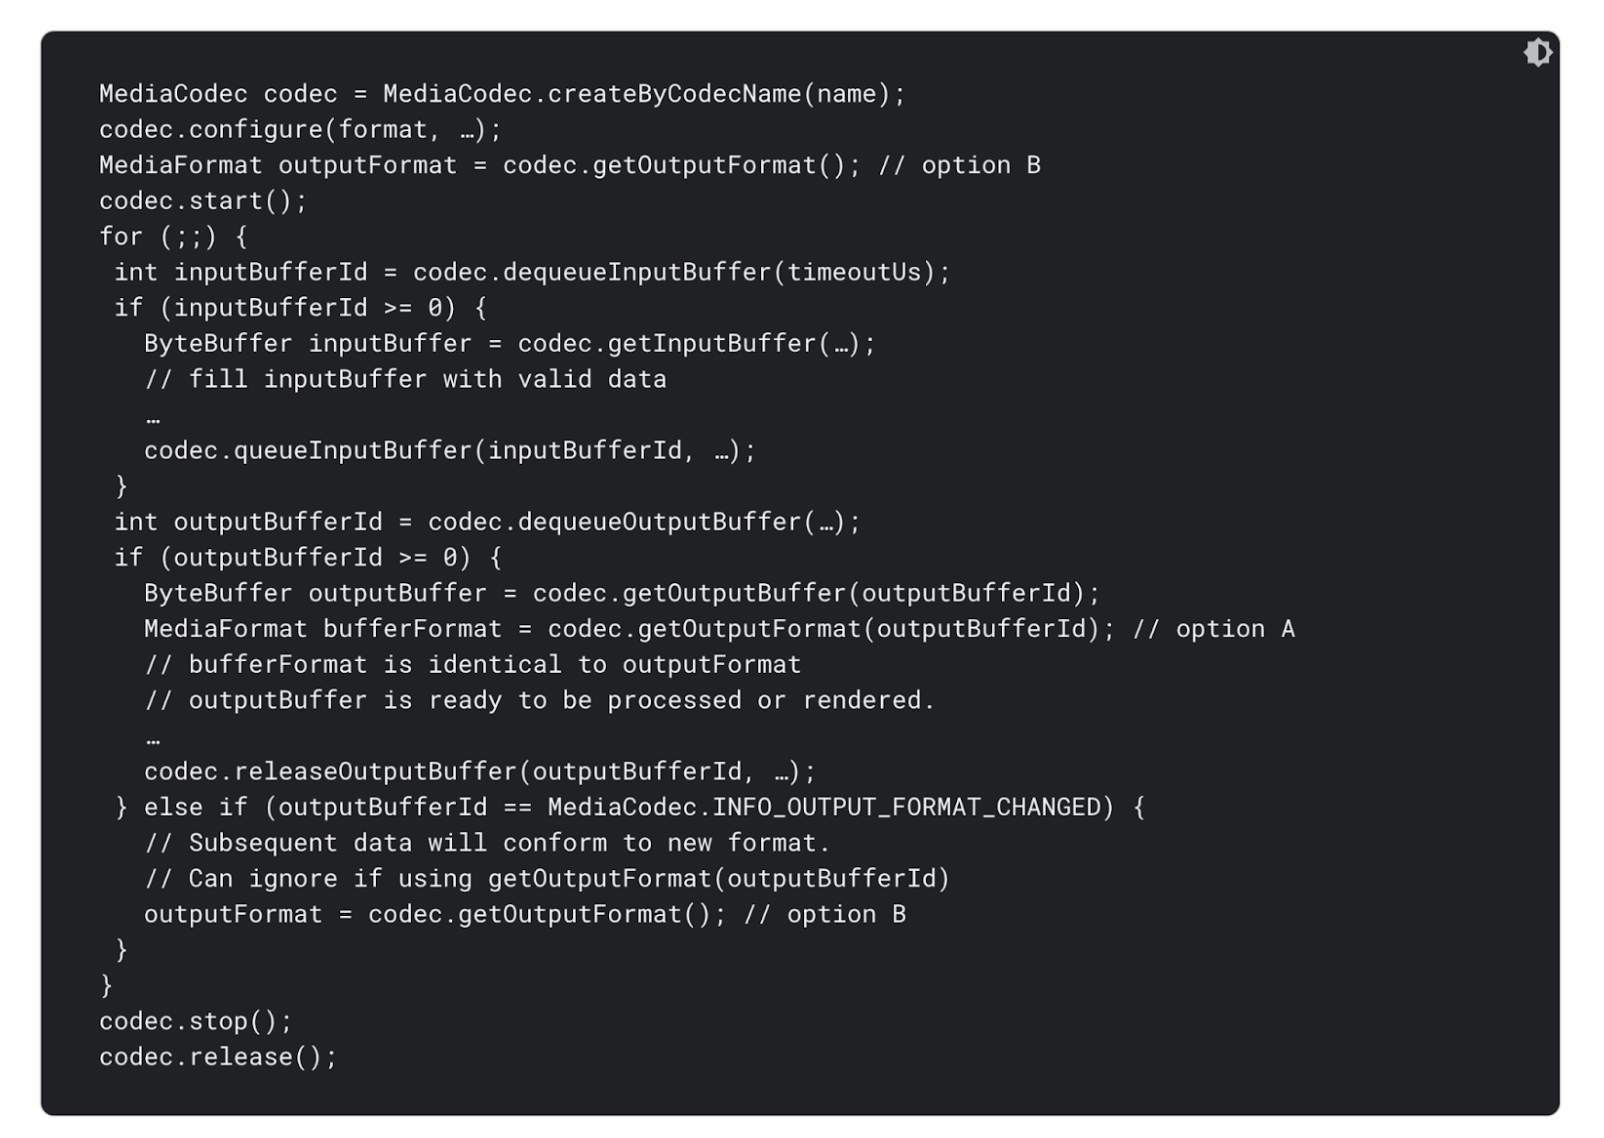 MediaCodec codec = MediaCodec.createByCodecName(name);
codec.configure(format, …);
MediaFormat outputFormat = codec.getOutputFormat(); // option B
codec.start();
for (;;) {
 int inputBufferId = codec.dequeueInputBuffer(timeoutUs);
 if (inputBufferId >= 0) {
   ByteBuffer inputBuffer = codec.getInputBuffer(…);
   // fill inputBuffer with valid data
   …
   codec.queueInputBuffer(inputBufferId, …);
 }
 int outputBufferId = codec.dequeueOutputBuffer(…);
 if (outputBufferId >= 0) {
   ByteBuffer outputBuffer = codec.getOutputBuffer(outputBufferId);
   MediaFormat bufferFormat = codec.getOutputFormat(outputBufferId); // option A
   // bufferFormat is identical to outputFormat
   // outputBuffer is ready to be processed or rendered.
   …
   codec.releaseOutputBuffer(outputBufferId, …);
 } else if (outputBufferId == MediaCodec.INFO_OUTPUT_FORMAT_CHANGED) {
   // Subsequent data will conform to new format.
   // Can ignore if using getOutputFormat(outputBufferId)
   outputFormat = codec.getOutputFormat(); // option B
 }
}
codec.stop();
codec.release();